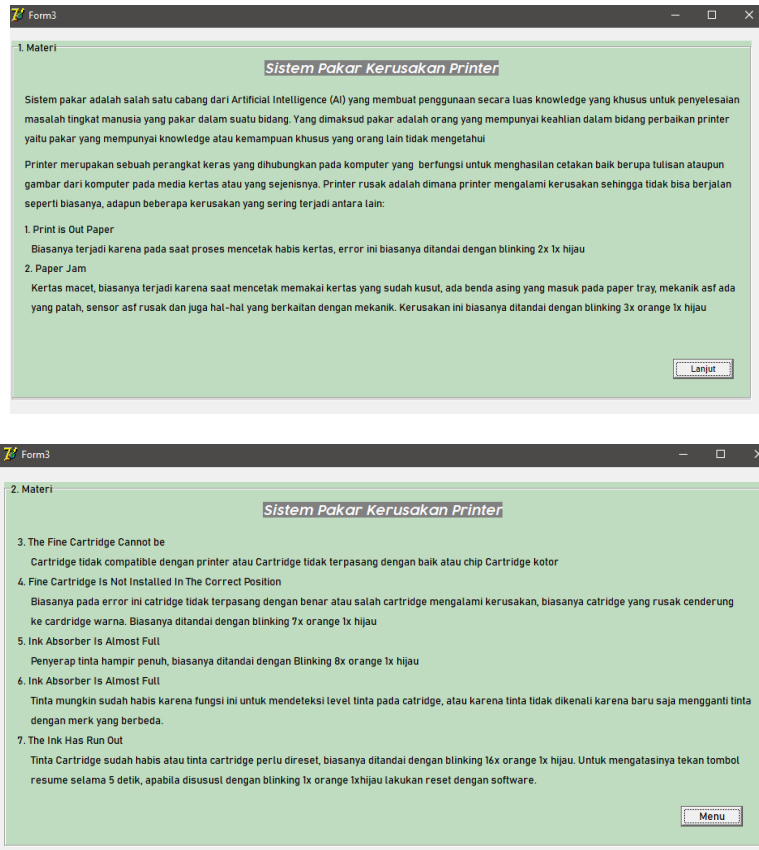 Form3
1. Materi
Sistem Pakar Kerusakan Printer
Sistem pakar adalah salah satu cabang dari Artificial Intelligence (AI) yang membuat penggunaan secara luas knowledge yang khusus untuk penyelesaian
masalah tingkat manusia yang pakar dalam suatu bidang. Yang dimaksud pakar adalah orang yang mempunyai keahlian dalam bidang perbaikan printer
yaitu pakar yang mempunyai knowledge atau kemampuan khusus yang orang lain tidak mengetahui
Printer merupakan sebuah perangkat keras yang dihubungkan pada komputer yang berfungsi untuk menghasilan cetakan baik berupa tulisan ataupun
gambar dari komputer pada media kertas atau yang sejenisnya. Printer rusak adalah dimana printer mengalami kerusakan sehingga tidak bisa berjalan
seperti biasanya, adapun beberapa kerusakan yang sering terjadi antara lain:
1. Print is Out Paper
Biasanya terjadi karena pada saat proses mencetak habis kertas, error ini biasanya ditandai dengan blinking 2x 1x hijau
2. Paper Jam
Kertas macet, biasanya terjadi karena saat mencetak memakai kertas yang sudah kusut, ada benda asing yang masuk pada paper tray, mekanik asf ada
yang patah, sensor asf rusak dan juga hal-hal yang berkaitan dengan mekanik. Kerusakan ini biasanya ditandai dengan blinking 3x orange 1x hijau
Lanjut
Form3
2. Materi
Sistem Pakar Kerusakan Printer
3. The Fine Cartridge Cannot be
Cartridge tidak compatible dengan printer atau Cartridge tidak terpasang dengan baik atau chip Cartridge kotor
4. Fine Cartridge Is Not Installed In The Correct Position
Biasanya pada error ini catridge tidak terpasang dengan benar atau salah cartridge mengalami kerusakan, biasanya catridge yang rusak cenderung
ke cardridge warna. Biasanya ditandai dengan blinking 7x orange 1x hijau
5. Ink Absorber Is Almost Full
Penyerap tinta hampir penuh, biasanya ditandai dengan Blinking 8x orange 1x hijau
6. Ink Absorber Is Almost Full
Tinta mungkin sudah habis karena fungsi ini untuk mendeteksi level tinta pada catridge, atau karena tinta tidak dikenali karena baru saja mengganti tinta
dengan merk yang berbeda.
7. The Ink Has Run Out
Tinta Cartridge sudah habis atau tinta cartridge perlu direset, biasanya ditandai dengan blinking 16x orange 1x hijau. Untuk mengatasinya tekan tombol
resume selama 5 detik, apabila disususl dengan blinking 1x orange 1xhijau lakukan reset dengan software.
Menu